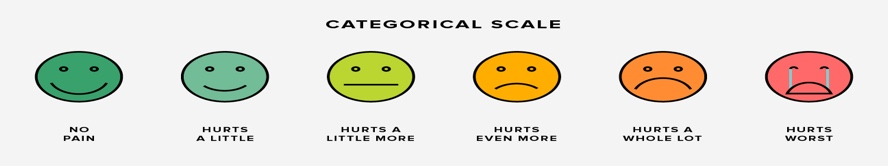 CATEGORICAL SCALE
NO
PAIN
HURTS
A LITTLE
HURTS A
LITTLE MORE
HURTS
EVEN MORE
HURTS A
WHOLE LOT
HURTS
WORST